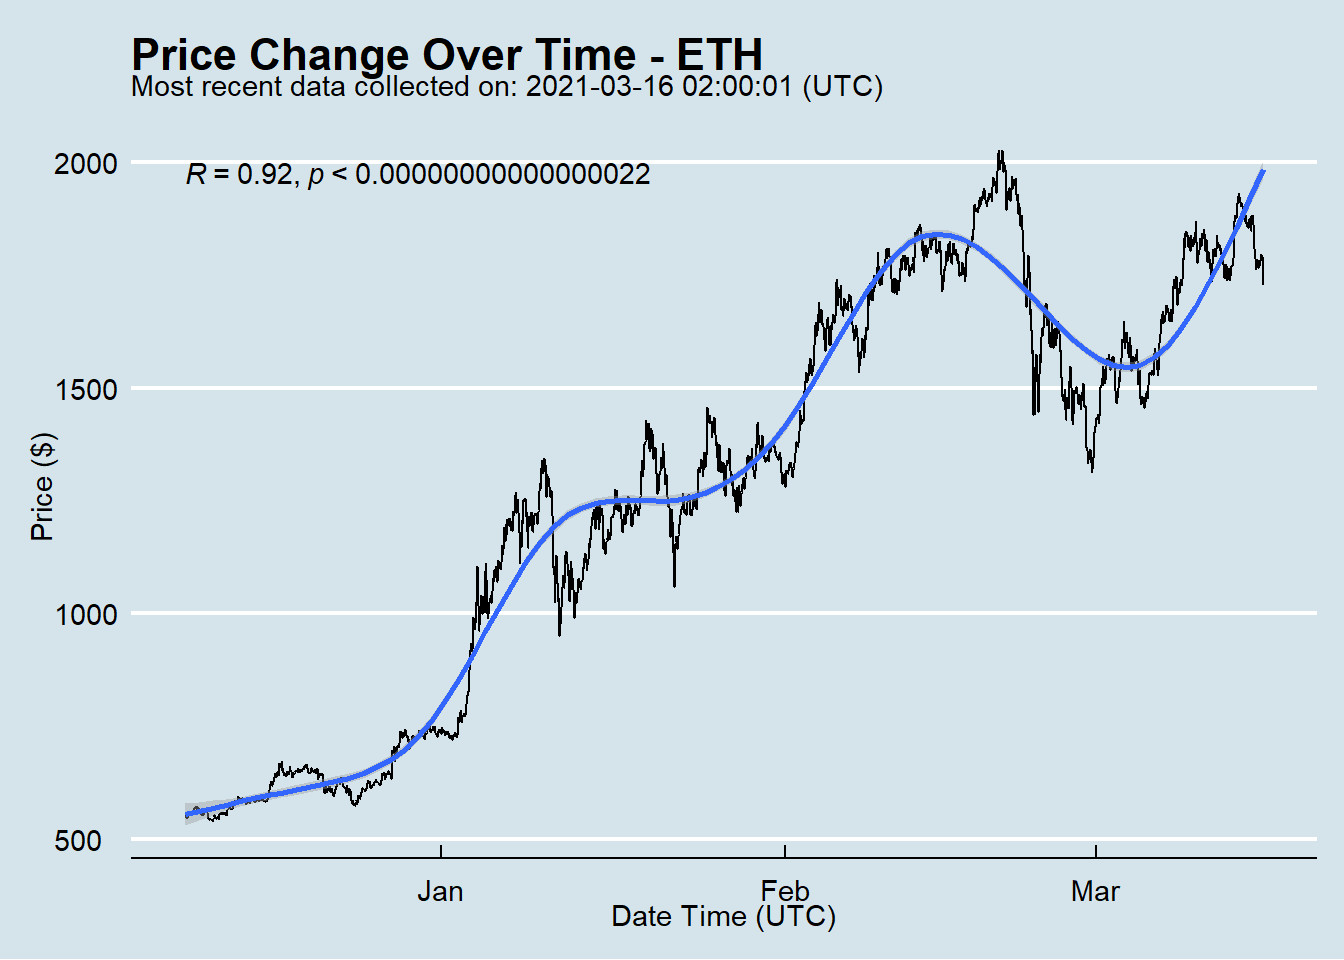 Price Change Over Time - ETH
Most recent data collected on: 2021-03-16 02:00:01 (UTC)
R = 0.92, p < 0.00000000000000022
2000
1500
1000
500
Price ($)
Jan
Feb
Mar
Date Time (UTC)